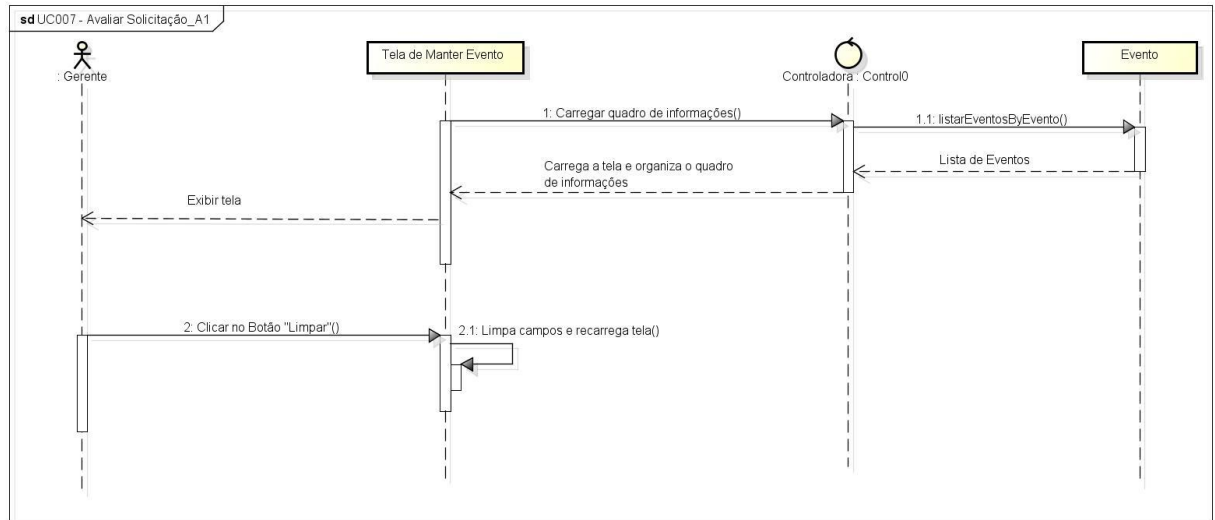 sd UC007 - Avaliar Solicitação_A1
: Gerente
Tela de Manter Evento
Controladora : Control0
Evento
1: Carregar quadro de informações()
1.1: listarEventosByEvento()
Lista de Eventos
Carrega a tela e organiza o quadro
de informações
Exibir tela
2: Clicar no Botão "Limpar"()
2.1: Limpa campos e recarrega tela()